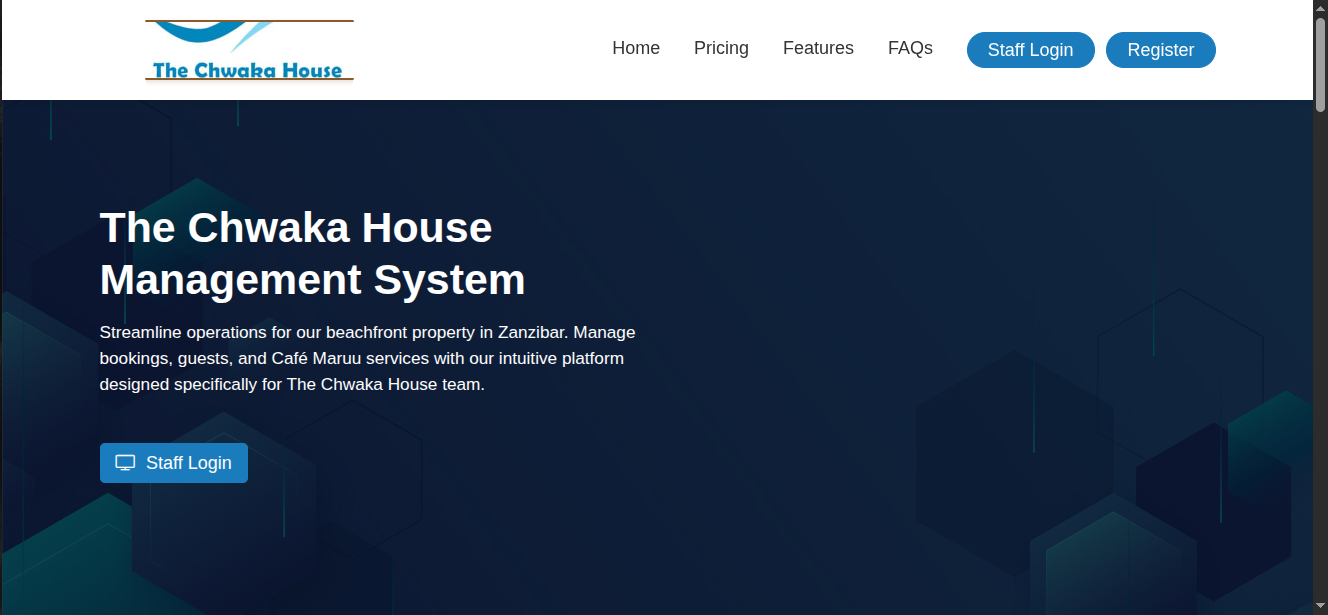 The Chwaka House
Home Pricing Features FAQs Staff Login Register
The Chwaka House
Management System
Streamline operations for our beachfront property in Zanzibar. Manage
bookings, guests, and Café Maruu services with our intuitive platform
designed specifically for The Chwaka House team.
Staff Login